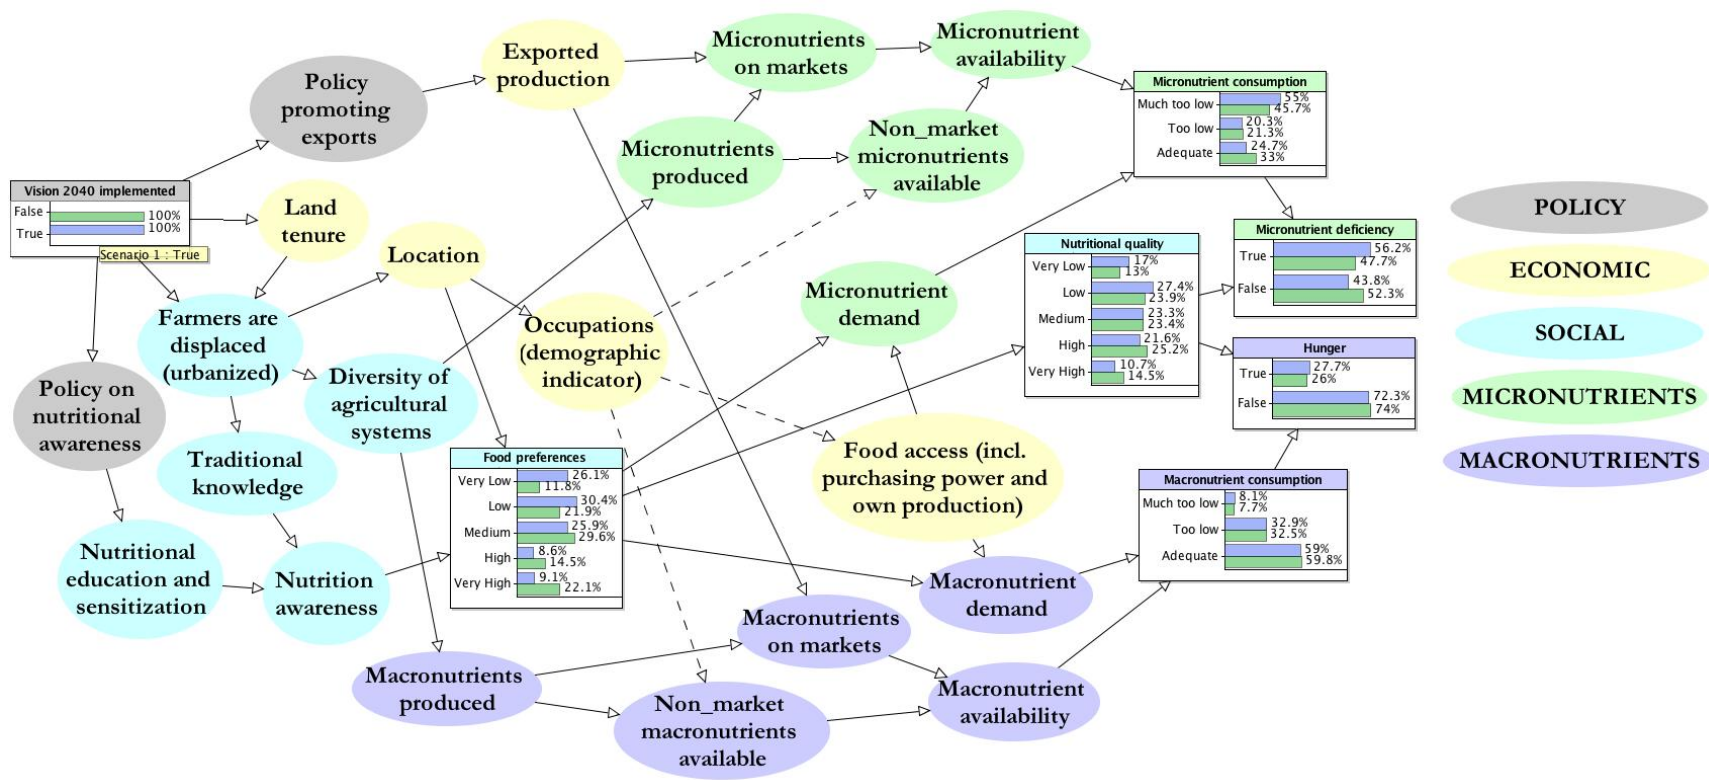 Policy
promoting
exports
Exported
production
Micronutrients
on markets
Micronutrient
availability
Micronutrient consumption
Much too low 55% 45.7%
Too low 20.3% 21.3%
Adequate 24.7% 33%
Micronutrients
produced
Non_market
micronutrients
available
Vision 2040 implemented
False 100%
True 100%
Scenario 1 : True
Land
tenure
Location
Farmers are
displaced
(urbanized)
Occupations
(demographic
indicator)
Micronutrient
demand
Nutritional quality
Very Low 17% 13%
Low 27.4% 23.9%
Medium 23.3% 23.4%
High 21.6% 25.2%
Very High 10.7% 14.5%
Micronutrient deficiency
True 56.2% 47.7%
False 43.8% 52.3%
Hunger
True 27.7% 26%
False 72.3% 74%
POLICY
ECONOMIC
SOCIAL
MICRONUTRIENTS
MACRONUTRIENTS
Policy on
nutritional
awareness
Diversity of
agricultural
systems
Traditional
knowledge
Food preferences
Very Low 26.1% 11.8%
Low 30.4% 21.9%
Medium 25.9% 29.6%
High 8.6% 14.5%
Very High 9.1% 22.1%
Food access (incl.
purchasing power and
own production)
Macronutrient consumption
Much too low 8.1% 7.7%
Too low 32.9% 32.5%
Adequate 59% 59.8%
Nutritional
education and
sensitization
Nutrition
awareness
Macronutrient
demand
Macronutrients
on markets
Macronutrients
produced
Non_market
macronutrients
available
Macronutrient
availability